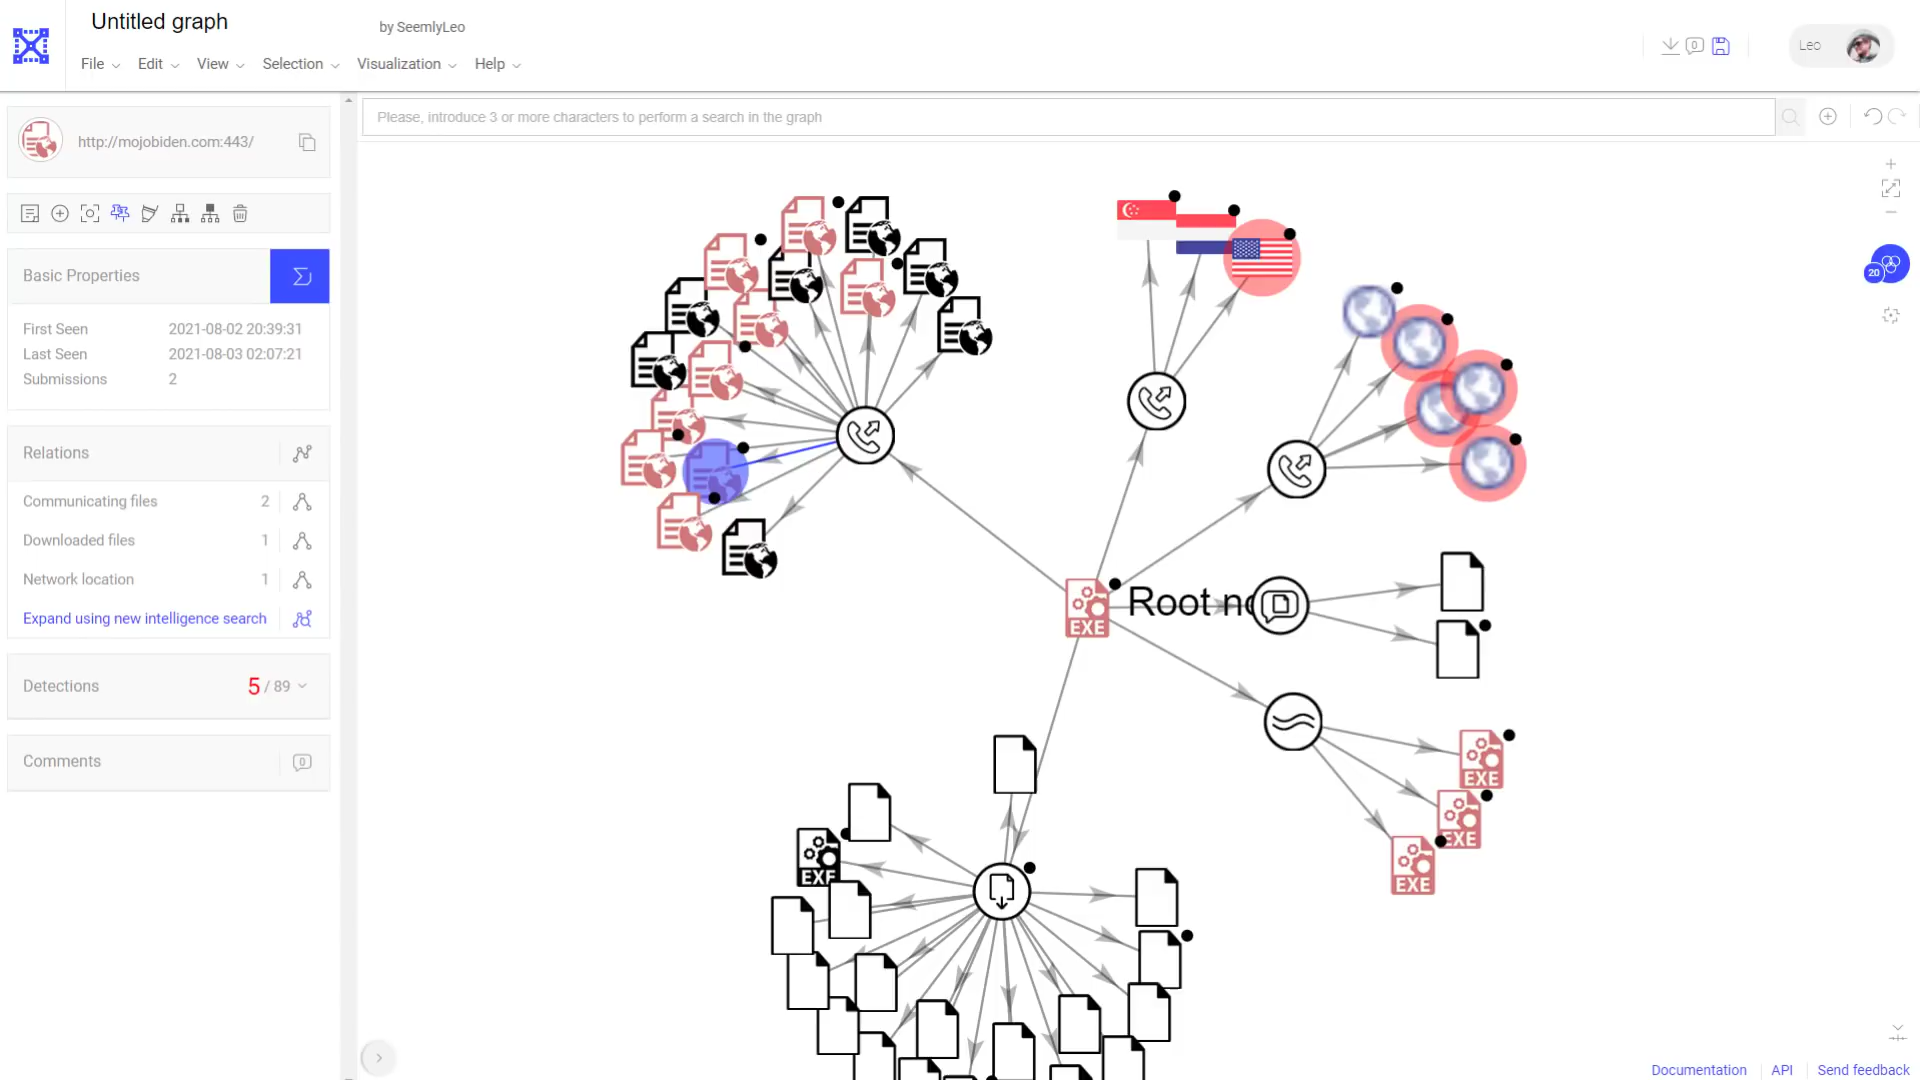 Untitled graph
by SeemlyLeo
File
Edit
View
Selection
Visualization
Help
0
Leo
http://mojobiden.com:443/
Please, introduce 3 or more characters to perform a search in the graph
Basic Properties
First Seen 2021-08-02 20:39:31
Last Seen 2021-08-03 02:07:21
Submissions 2
Relations
Communicating files 2
Downloaded files 1
Network location 1
Expand using new intelligence search
Detections 5 / 89
Comments 0
20
Root no
EXE
EXE
EXE
EXE
EXE
Documentation
API
Send feedback